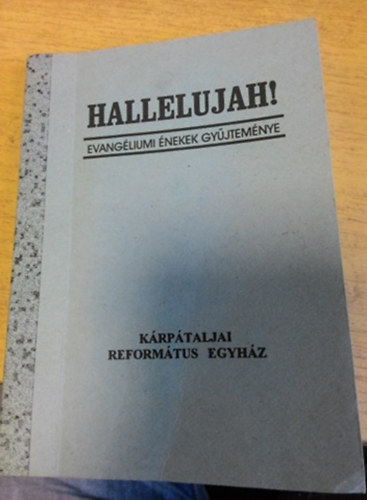 HALLELUJAH!
EVANGÉLIUMI ÉNEKEK GYŰJTEMÉNYE
KÁRPÁTALJAI
REFORMÁTUS EGYHÁZ